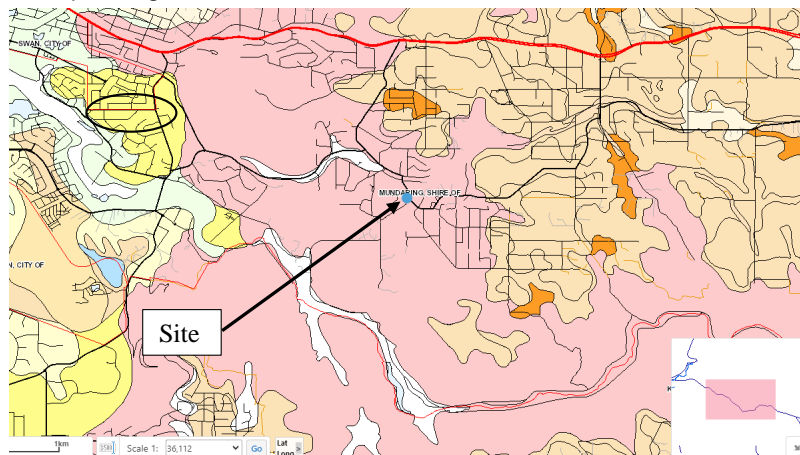 SWAN, CITY OF
MUNDARING, SHIRE OF
N, CITY OF
Site
1km
Scale 1: 36,112
Go
Lat
Long